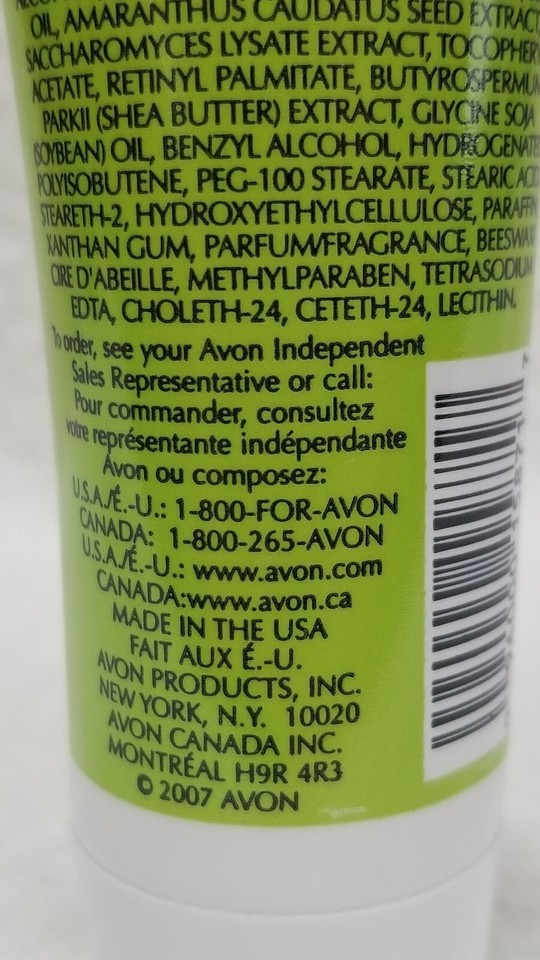 OIL, AMARANTHUS CAUDATUS SEED EXTRACT,
SACCHAROMYCES LYSATE EXTRACT, TOCOPHERY
ACETATE, RETINYL PALMITATE, BUTYROSPERMUM
PARKII (SHEA BUTTER) EXTRACT, GLYCINE SOJA
(SOYBEAN) OIL, BENZYL ALCOHOL, HYDROGENATE
POLYISOBUTENE, PEG-100 STEARATE, STEARIC ACID
STEARETH-2, HYDROXYETHYLCELLULOSE, PARAFFIN
XANTHAN GUM, PARFUM/FRAGRANCE, BEESWAX
CIRE D'ABEILLE, METHYLPARABEN, TETRASODIUM
EDTA, CHOLETH-24, CETETH-24, LECITHIN.
To order, see your Avon Independent
Sales Representative or call:
Pour commander, consultez
votre représentante indépendante
Avon ou composez:
U.S.A./É.-U.: 1-800-FOR-AVON
CANADA: 1-800-265-AVON
U.S.A./É.-U.: www.avon.com
CANADA:www.avon.ca
MADE IN THE USA
FAIT AUX É.-U.
AVON PRODUCTS, INC.
NEW YORK, N.Y. 10020
AVON CANADA INC.
MONTRÉAL H9R 4R3
© 2007 AVON